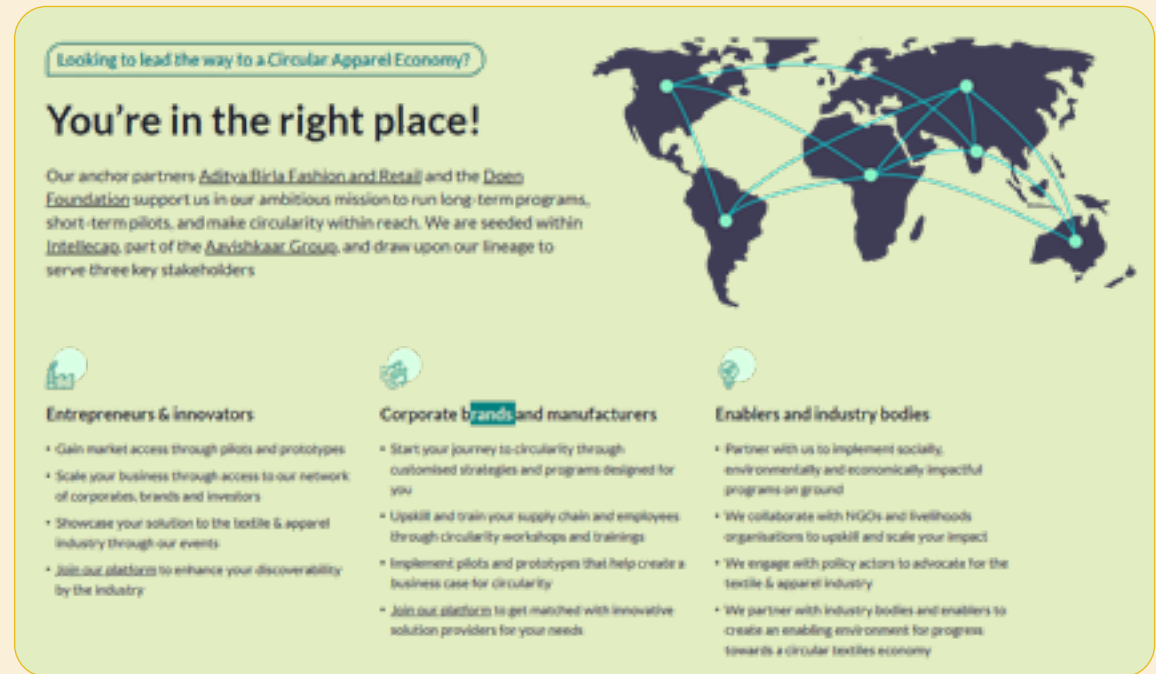 Looking to lead the way to a Circular Apparel Economy?
You're in the right place!
Our anchor partners Aditya Birla Fashion and Retail and the Doen
Foundation support us in our ambitious mission to run long-term programs,
short-term pilots, and make circularity within reach. We are seeded within
Intellecap, part of the Aavishkaar Group, and draw upon our lineage to
serve three key stakeholders
Entrepreneurs & innovators
• Gain market access through pilots and prototypes
• Scale your business through access to our network
of corporates, brands and investors
• Showcase your solution to the textile & apparel
industry through our events
• Join our platform to enhance your discoverability
by the industry
Corporate brands and manufacturers
• Start your journey to circularity through
customised strategies and programs designed for
you
• Upskill and train your supply chain and employees
through circularity workshops and trainings
• Implement pilots and prototypes that help create a
business case for circularity
• Join our platform to get matched with innovative
solution providers for your needs
Enablers and industry bodies
• Partner with us to implement socially,
environmentally and economically impactful
programs on ground
• We collaborate with NGOs and livelihoods
organisations to upskill and scale your impact
• We engage with policy actors to advocate for the
textile & apparel industry
• We partner with industry bodies and enablers to
create an enabling environment for progress
towards a circular textiles economy